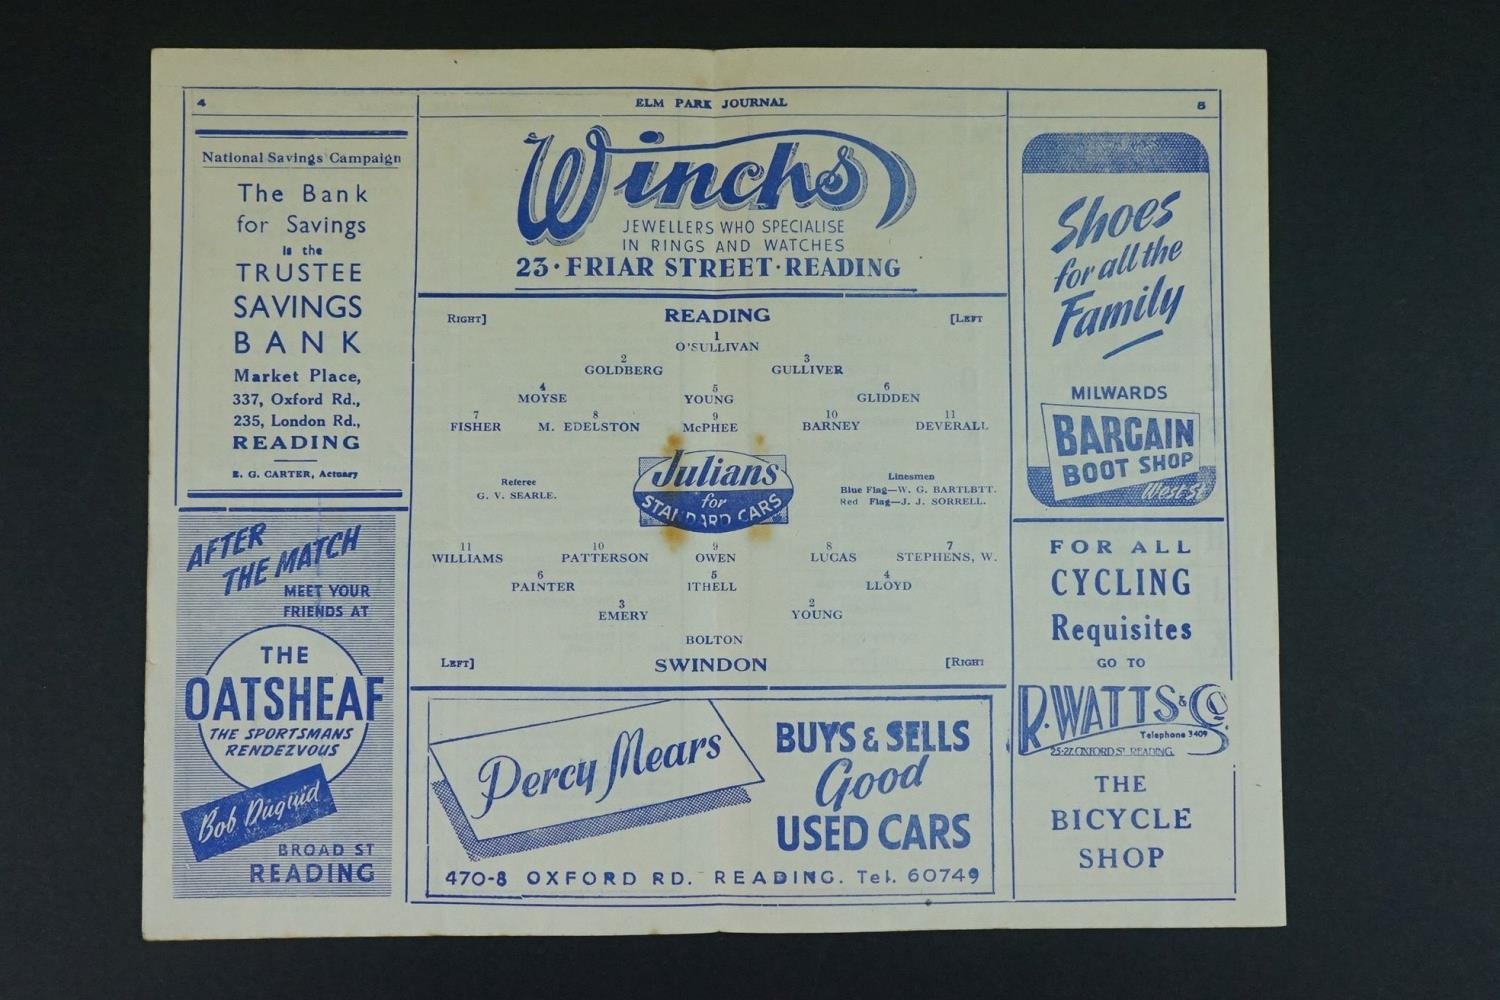 4
ELM PARK JOURNAL
5
National Savings Campaign
The Bank
for Savings
is the
TRUSTEE
SAVINGS
BANK
Market Place,
337, Oxford Rd.,
235, London Rd.,
READING
E. G. CARTER, Actuary
AFTER
THE MATCH
MEET YOUR
FRIENDS AT
THE
OATSHEAF
THE SPORTSMANS
RENDEZVOUS
Bob Duguid
BROAD ST
READING
Winchs
JEWELLERS WHO SPECIALISE
IN RINGS AND WATCHES
23·FRIAR STREET·READING
RIGHT] READING [LEFT
1
O'SULLIVAN
2 3
GOLDBERG GULLIVER
4 5 6
MOYSE YOUNG GLIDDEN
7 8 9 10 11
FISHER M. EDELSTON McPHEE BARNEY DEVERALL
Referee
G. V. SEARLE.
Julians
for
STANDARD CARS
Linesmen
Blue Flag—W. G. BARTLBTT.
Red Flag—J. J. SORRELL.
11 10 9 8 7
WILLIAMS PATTERSON OWEN LUCAS STEPHENS, W.
6 5 4
PAINTER ITHELL LLOYD
3 2
EMERY YOUNG
BOLTON
LEFT] SWINDON [RIGHT
Percy Mears
BUYS & SELLS
Good
USED CARS
470-8 OXFORD RD. READING. Tel. 60749
Shoes
for all the
Family
MILWARDS
BARGAIN
BOOT SHOP
West St
FOR ALL
CYCLING
Requisites
GO TO
R. WATTS & Co
Telephone 3409
25-27, OXFORD ST. READING.
THE
BICYCLE
SHOP